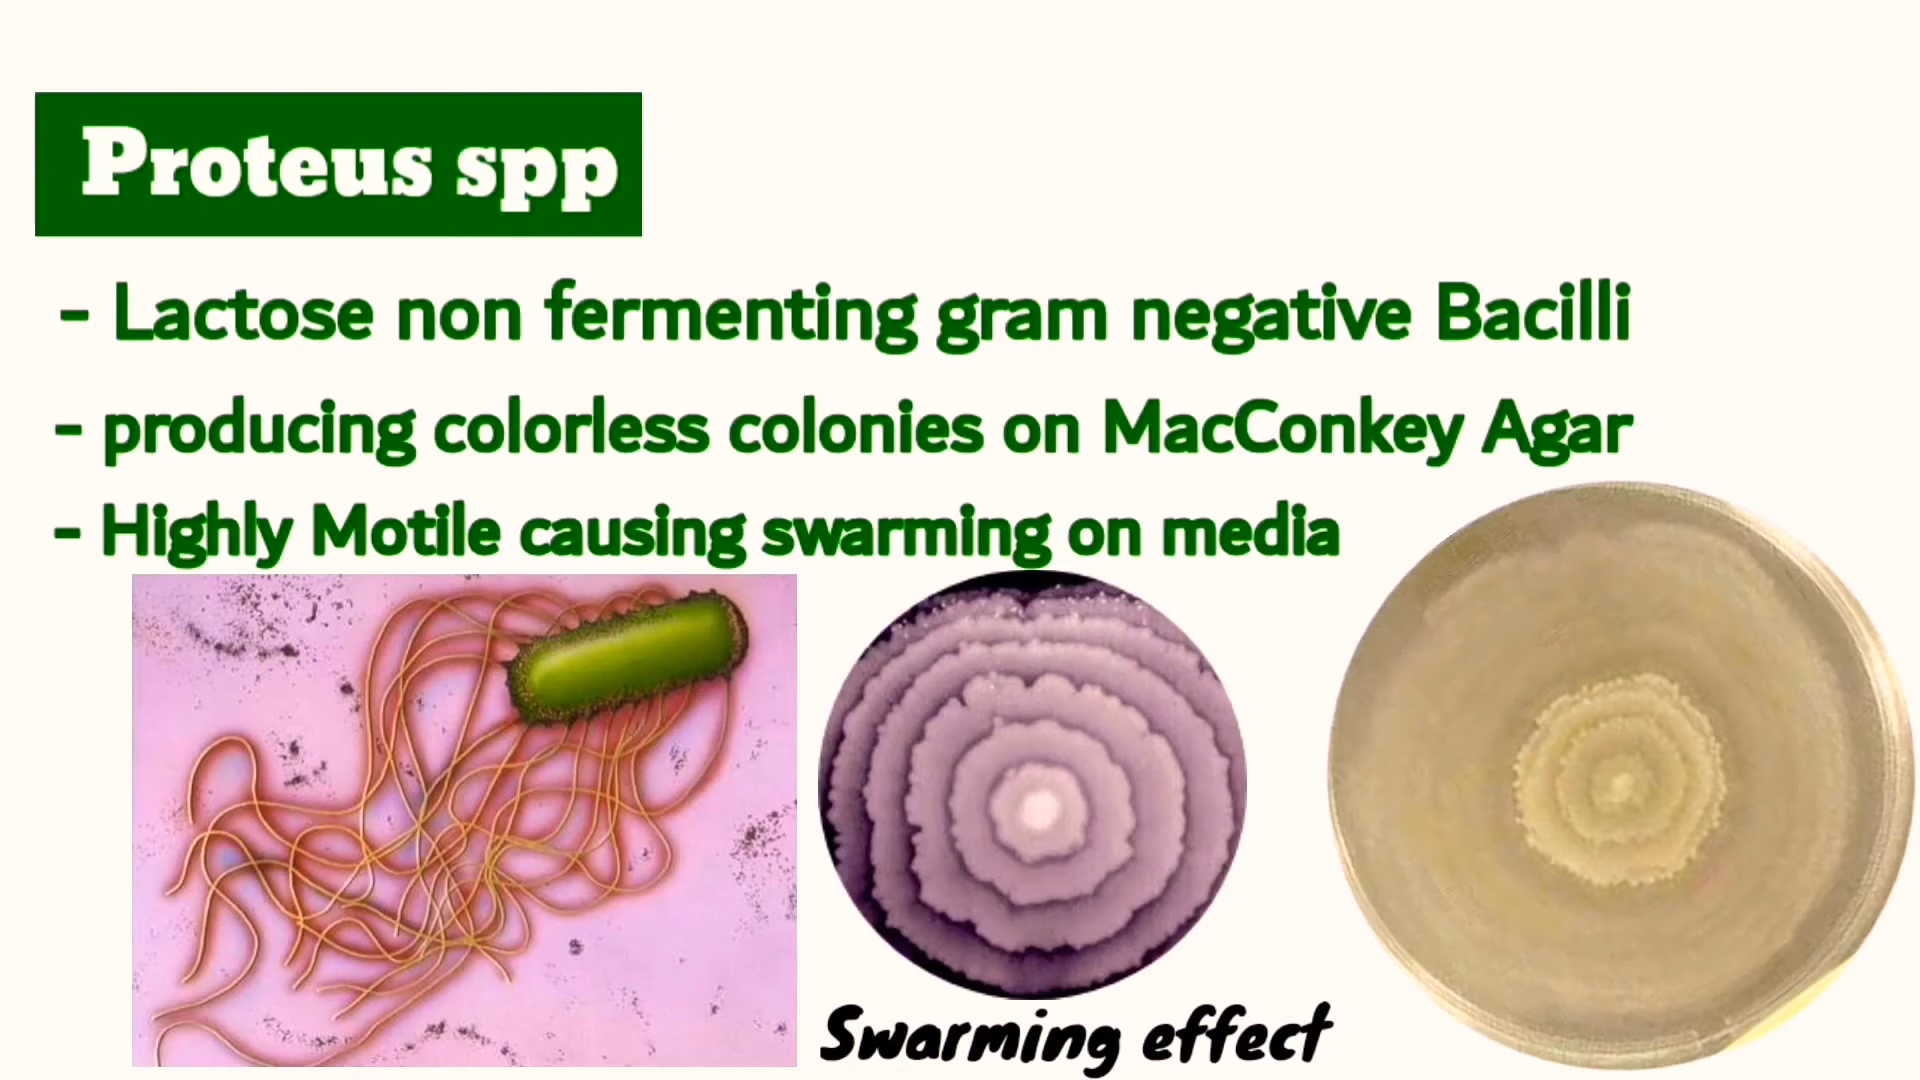 Proteus spp
- Lactose non fermenting gram negative Bacilli
- producing colorless colonies on MacConkey Agar
- Highly Motile causing swarming on media
Swarming effect